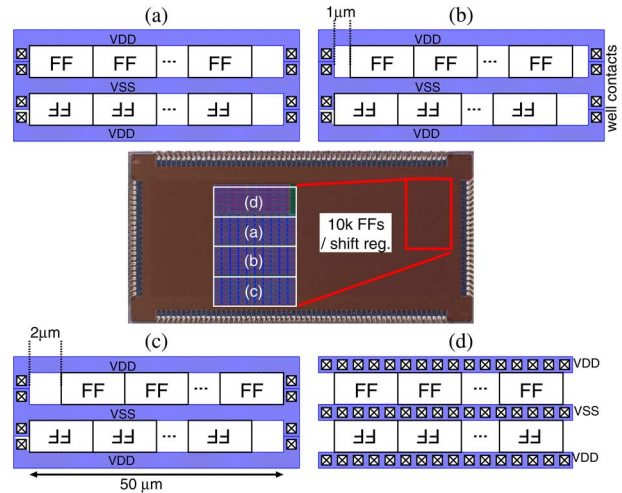 (a)
VDD
FF FF ... FF
VSS
FF FF ... FF
VDD
(b)
1µm
VDD
FF FF ... FF
VSS
FF FF ... FF
VDD
well contacts
(d)
(a)
(b)
(c)
10k FFs
/ shift reg.
(c)
2µm
VDD
FF FF ... FF
VSS
FF FF ... FF
VDD
50 µm
(d)
VDD
FF FF ... FF
VSS
FF FF ... FF
VDD